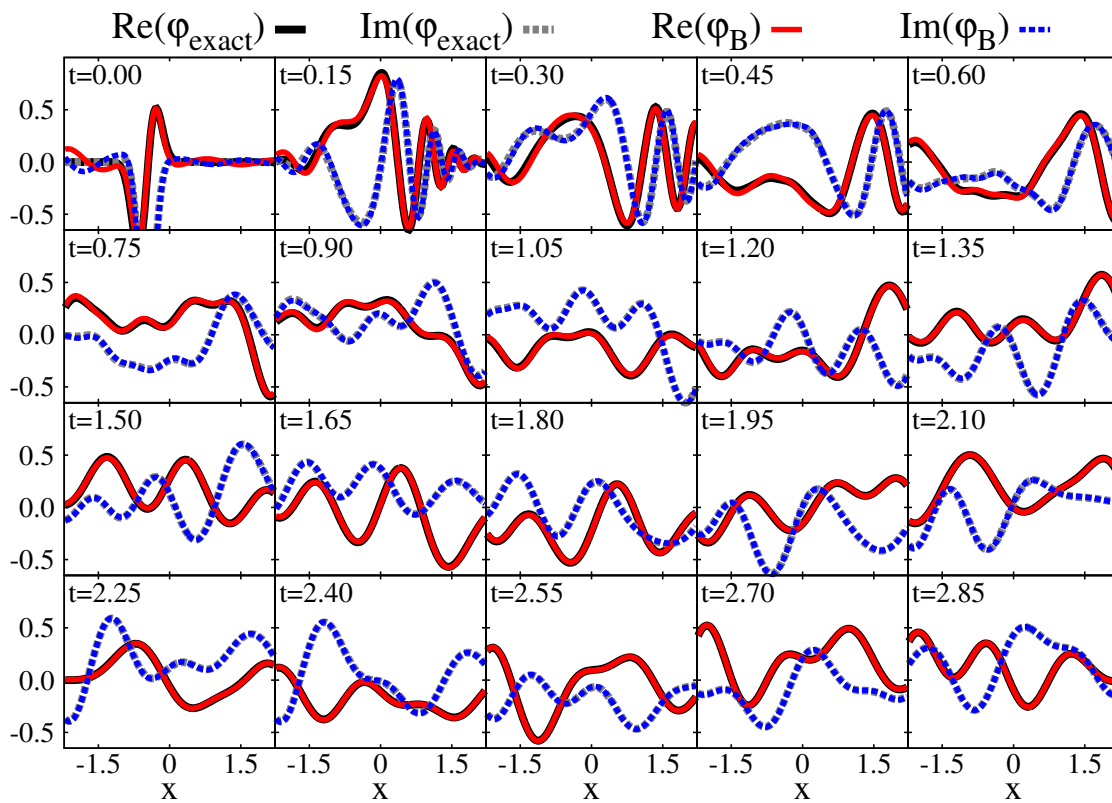 Re(φexact) Im(φexact) Re(φB) Im(φB)
t=0.00 t=0.15 t=0.30 t=0.45 t=0.60
0.5
0.0
-0.5
t=0.75 t=0.90 t=1.05 t=1.20 t=1.35
0.5
0.0
-0.5
t=1.50 t=1.65 t=1.80 t=1.95 t=2.10
0.5
0.0
-0.5
t=2.25 t=2.40 t=2.55 t=2.70 t=2.85
0.5
0.0
-0.5
-1.5 0 1.5 -1.5 0 1.5 -1.5 0 1.5 -1.5 0 1.5 -1.5 0 1.5
x x x x x